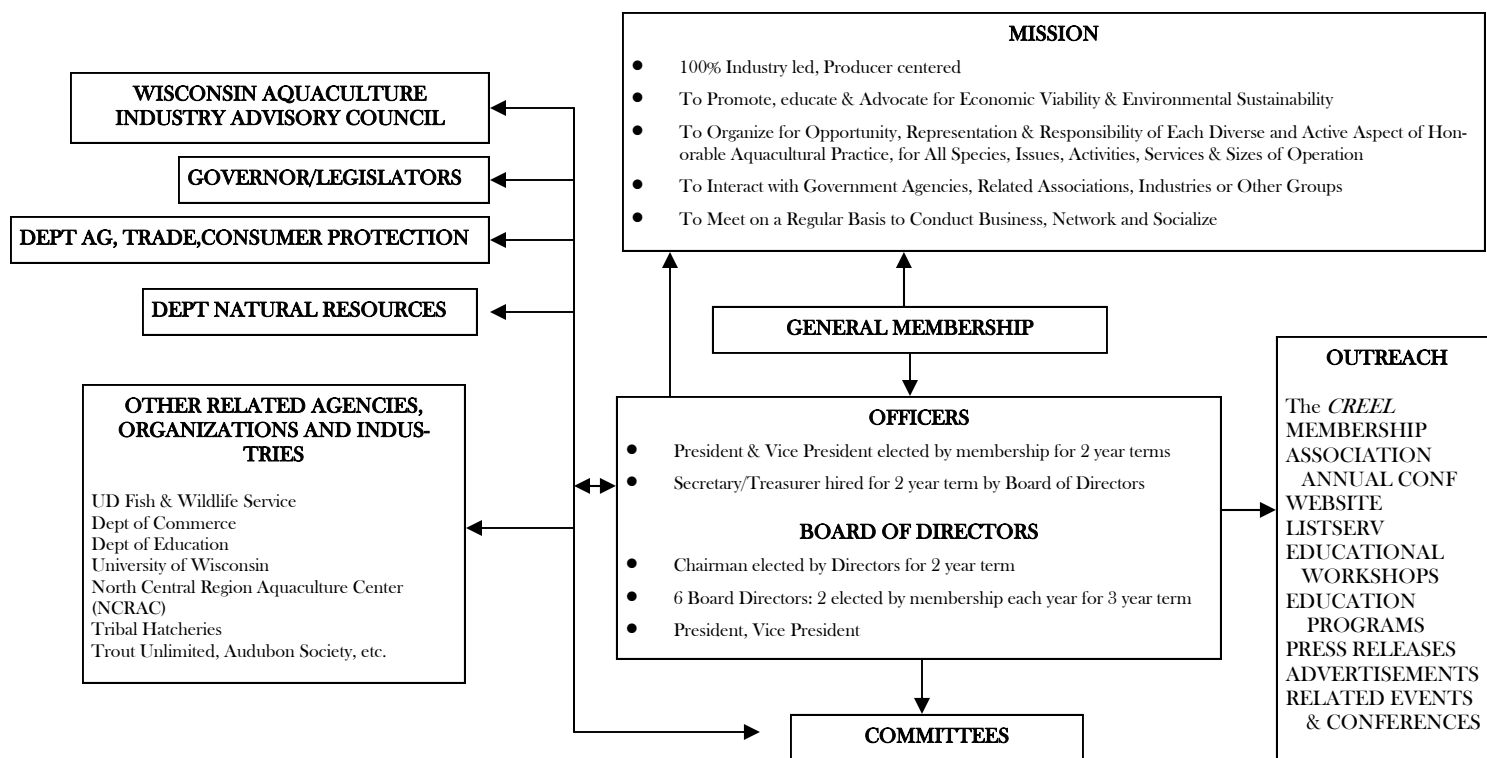 MISSION
● 100% Industry led, Producer centered
● To Promote, educate & Advocate for Economic Viability & Environmental Sustainability
● To Organize for Opportunity, Representation & Responsibility of Each Diverse and Active Aspect of Hon-
orable Aquacultural Practice, for All Species, Issues, Activities, Services & Sizes of Operation
● To Interact with Government Agencies, Related Associations, Industries or Other Groups
● To Meet on a Regular Basis to Conduct Business, Network and Socialize
WISCONSIN AQUACULTURE
INDUSTRY ADVISORY COUNCIL
GOVERNOR/LEGISLATORS
DEPT AG, TRADE,CONSUMER PROTECTION
DEPT NATURAL RESOURCES
GENERAL MEMBERSHIP
OTHER RELATED AGENCIES,
ORGANIZATIONS AND INDUS-
TRIES
UD Fish & Wildlife Service
Dept of Commerce
Dept of Education
University of Wisconsin
North Central Region Aquaculture Center
(NCRAC)
Tribal Hatcheries
Trout Unlimited, Audubon Society, etc.
OFFICERS
● President & Vice President elected by membership for 2 year terms
● Secretary/Treasurer hired for 2 year term by Board of Directors
BOARD OF DIRECTORS
● Chairman elected by Directors for 2 year term
● 6 Board Directors: 2 elected by membership each year for 3 year term
● President, Vice President
OUTREACH
The CREEL
MEMBERSHIP
ASSOCIATION
ANNUAL CONF
WEBSITE
LISTSERV
EDUCATIONAL
WORKSHOPS
EDUCATION
PROGRAMS
PRESS RELEASES
ADVERTISEMENTS
RELATED EVENTS
& CONFERENCES
COMMITTEES